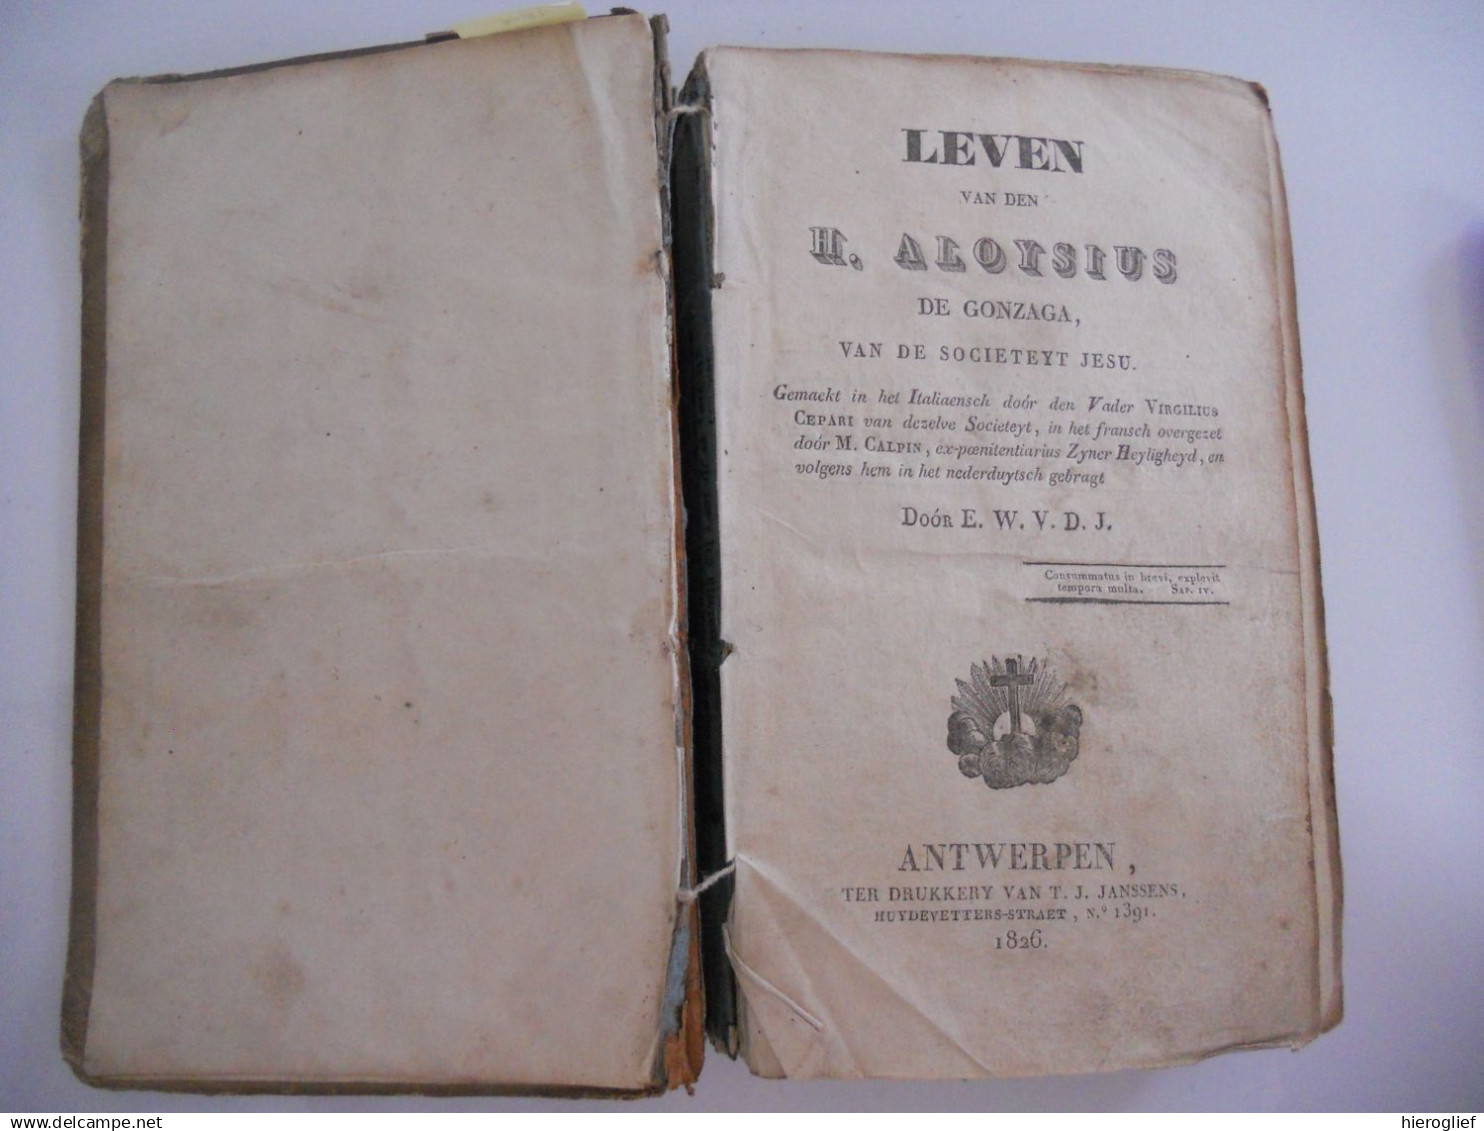 LEVEN
VAN DEN
H. ALOYSIUS
DE GONZAGA,
VAN DE SOCIETEYT JESU.
Gemaekt in het Italiaensch doór den Vader VIRGILIUS
CEPARI van dezelve Societeyt, in het fransch overgezet
doór M. CALPIN, ex-pœnitentiarius Zyner Heyligheyd, en
volgens hem in het nederduytsch gebragt
Doór E. W. V. D. J.
Consummatus in brevi, explevit
tempora multa. SAP. IV.
ANTWERPEN,
TER DRUKKERY VAN T. J. JANSSENS,
HUYDEVETTERS-STRAET, N.º 1391.
1826.
delcampe.net
hieroglief